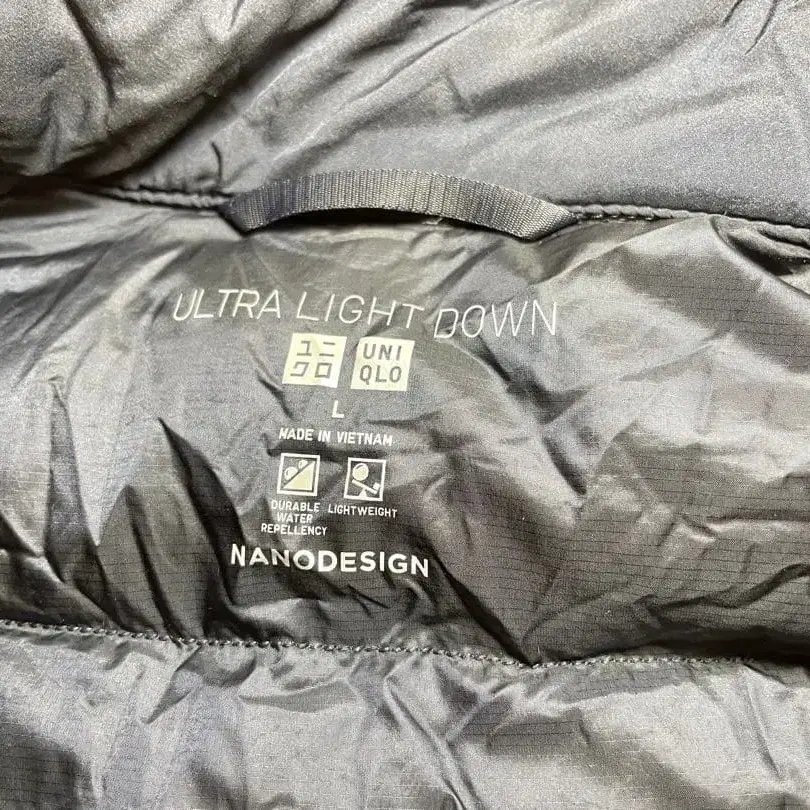 ULTRA LIGHT DOWN
ユニ UNI
クロ QLO
L
MADE IN VIETNAM
DURABLE LIGHTWEIGHT
WATER
REPELLENCY
NANODESIGN